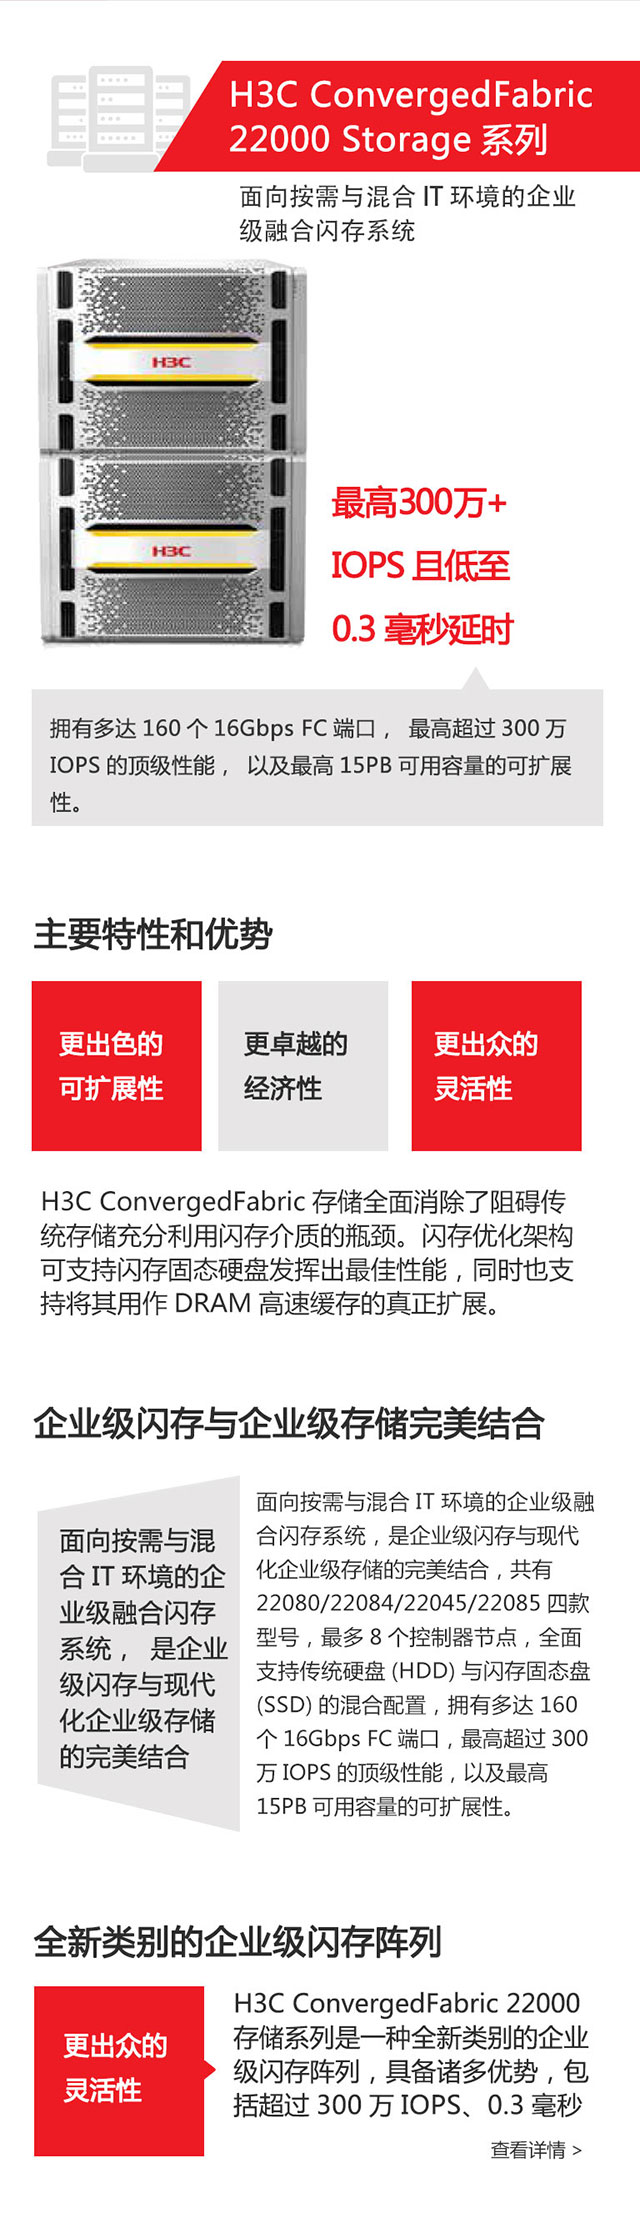 H3C ConvergedFabric
22000 Storage 系列
面向按需与混合 IT 环境的企业
级融合闪存系统
H3C
H3C
最高300万+
IOPS 且低至
0.3 毫秒延时
拥有多达 160 个 16Gbps FC 端口， 最高超过 300 万
IOPS 的顶级性能， 以及最高 15PB 可用容量的可扩展
性。
主要特性和优势
更出色的
可扩展性
更卓越的
经济性
更出众的
灵活性
H3C ConvergedFabric 存储全面消除了阻碍传
统存储充分利用闪存介质的瓶颈。闪存优化架构
可支持闪存固态硬盘发挥出最佳性能，同时也支
持将其用作 DRAM 高速缓存的真正扩展。
企业级闪存与企业级存储完美结合
面向按需与混
合 IT 环境的企
业级融合闪存
系统， 是企业
级闪存与现代
化企业级存储
的完美结合
面向按需与混合 IT 环境的企业级融
合闪存系统，是企业级闪存与现代
化企业级存储的完美结合，共有
22080/22084/22045/22085 四款
型号，最多 8 个控制器节点，全面
支持传统硬盘 (HDD) 与闪存固态盘
(SSD) 的混合配置，拥有多达 160
个 16Gbps FC 端口，最高超过 300
万 IOPS 的顶级性能，以及最高
15PB 可用容量的可扩展性。
全新类别的企业级闪存阵列
更出众的
灵活性
H3C ConvergedFabric 22000
存储系列是一种全新类别的企业
级闪存阵列，具备诸多优势，包
括超过 300 万 IOPS、0.3 毫秒
查看详情 >